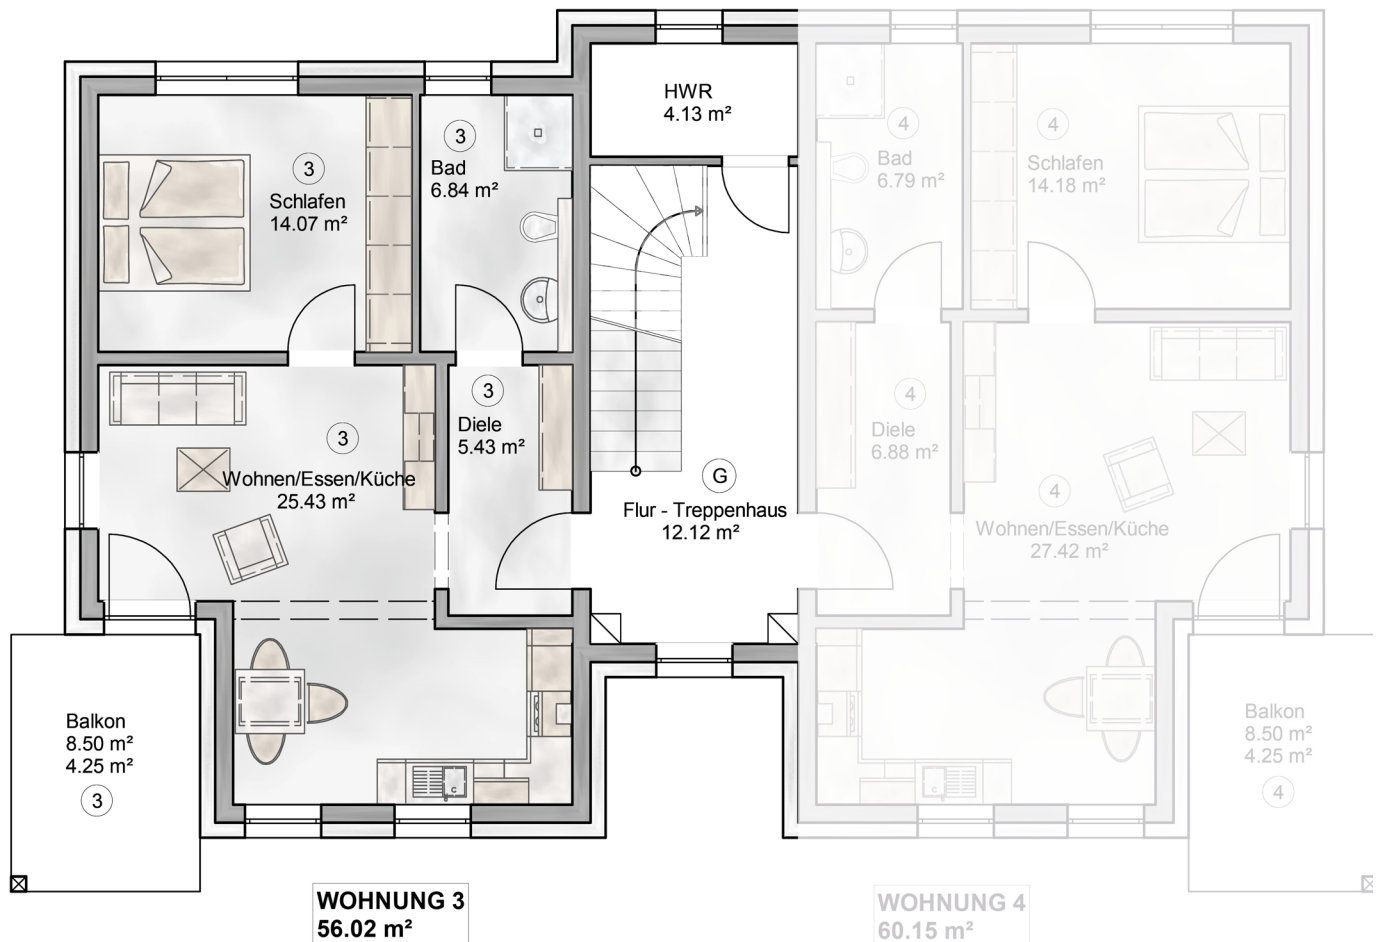 HWR
4.13 m²
3
Bad
6.84 m²
3
Schlafen
14.07 m²
4
Bad
6.79 m²
4
Schlafen
14.18 m²
3
Diele
5.43 m²
3
Wohnen/Essen/Küche
25.43 m²
G
Flur - Treppenhaus
12.12 m²
4
Diele
6.88 m²
4
Wohnen/Essen/Küche
27.42 m²
Balkon
8.50 m²
4.25 m²
3
Balkon
8.50 m²
4.25 m²
4
WOHNUNG 3
56.02 m²
WOHNUNG 4
60.15 m²